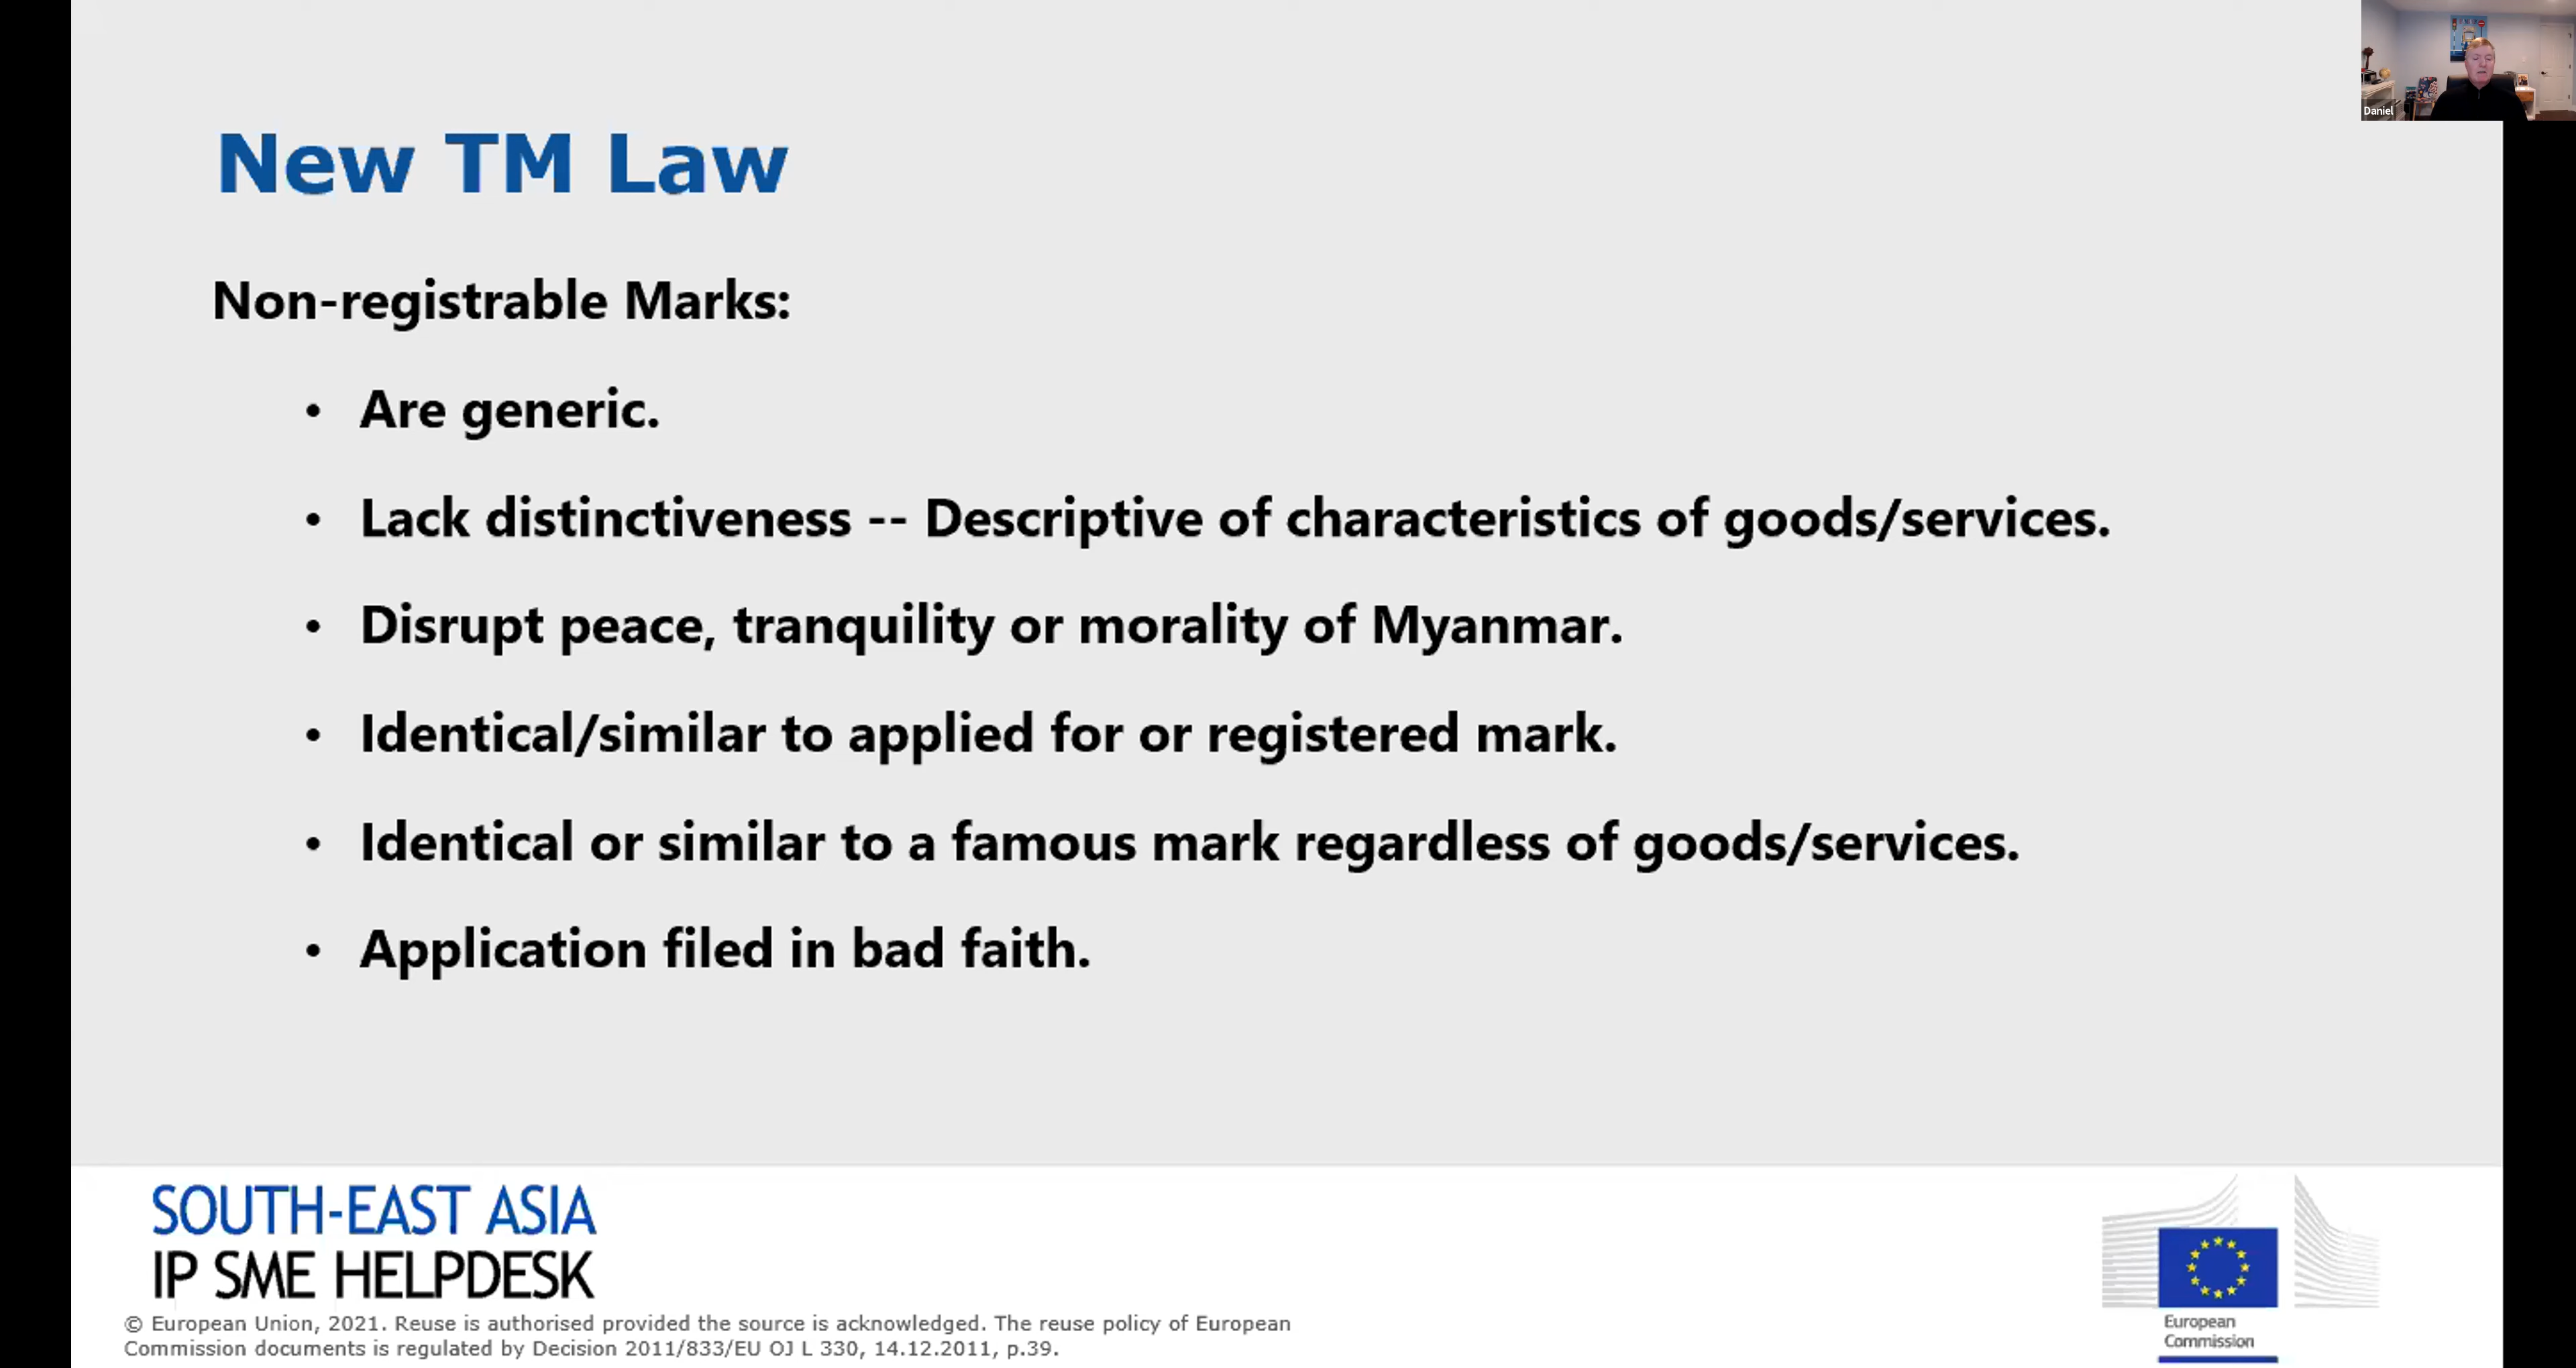 Daniel
New TM Law
Non-registrable Marks:
• Are generic.
• Lack distinctiveness -- Descriptive of characteristics of goods/services.
• Disrupt peace, tranquility or morality of Myanmar.
• Identical/similar to applied for or registered mark.
• Identical or similar to a famous mark regardless of goods/services.
• Application filed in bad faith.
SOUTH-EAST ASIA
IP SME HELPDESK
© European Union, 2021. Reuse is authorised provided the source is acknowledged. The reuse policy of European
Commission documents is regulated by Decision 2011/833/EU OJ L 330, 14.12.2011, p.39.
European
Commission